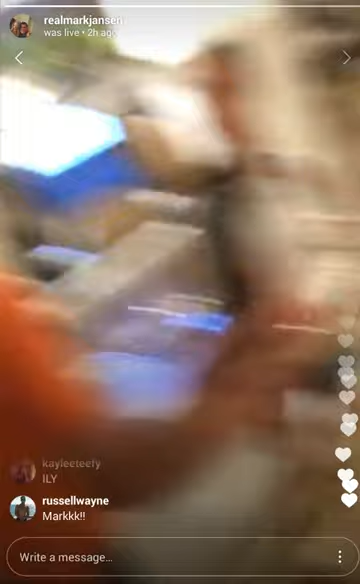 realmarkjansen
was live • 2h ago
kayleeteefy
ILY
russellwayne
Markkk!!
Write a message...